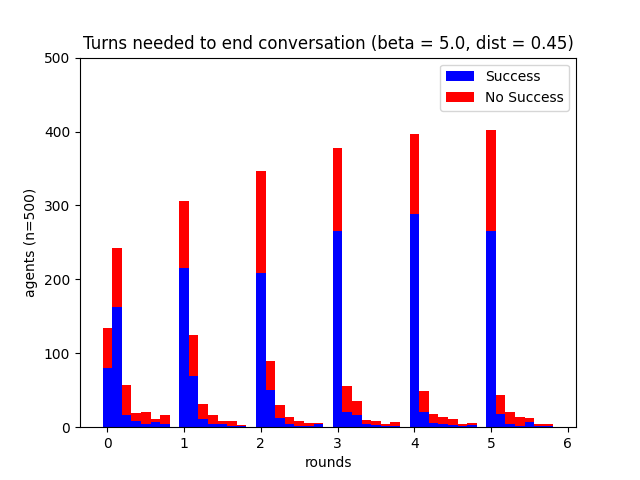 Turns needed to end conversation (beta = 5.0, dist = 0.45)
Success
No Success
500
400
300
200
100
0
agents (n=500)
0 1 2 3 4 5 6
rounds